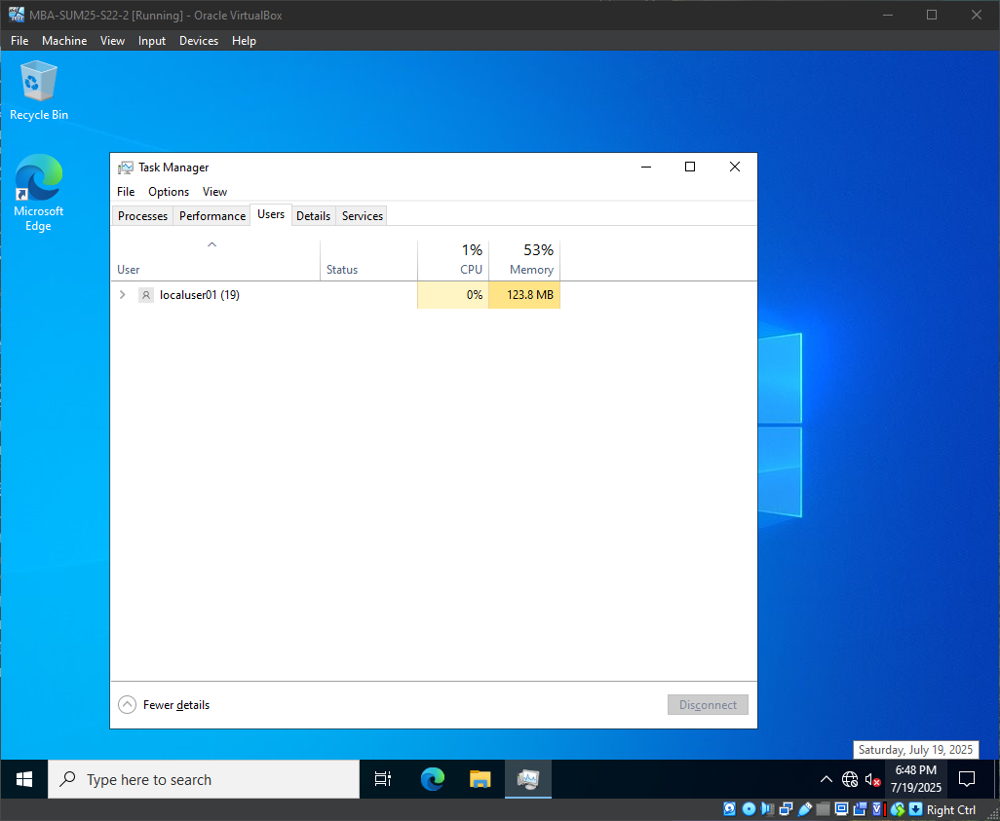 MBA-SUM25-S22-2 [Running] - Oracle VirtualBox
File Machine View Input Devices Help
Recycle Bin
Microsoft
Edge
Task Manager
File Options View
Processes Performance Users Details Services
1% 53%
User Status CPU Memory
localuser01 (19) 0% 123.8 MB
Fewer details Disconnect
Saturday, July 19, 2025
Type here to search
6:48 PM
7/19/2025
Right Ctrl